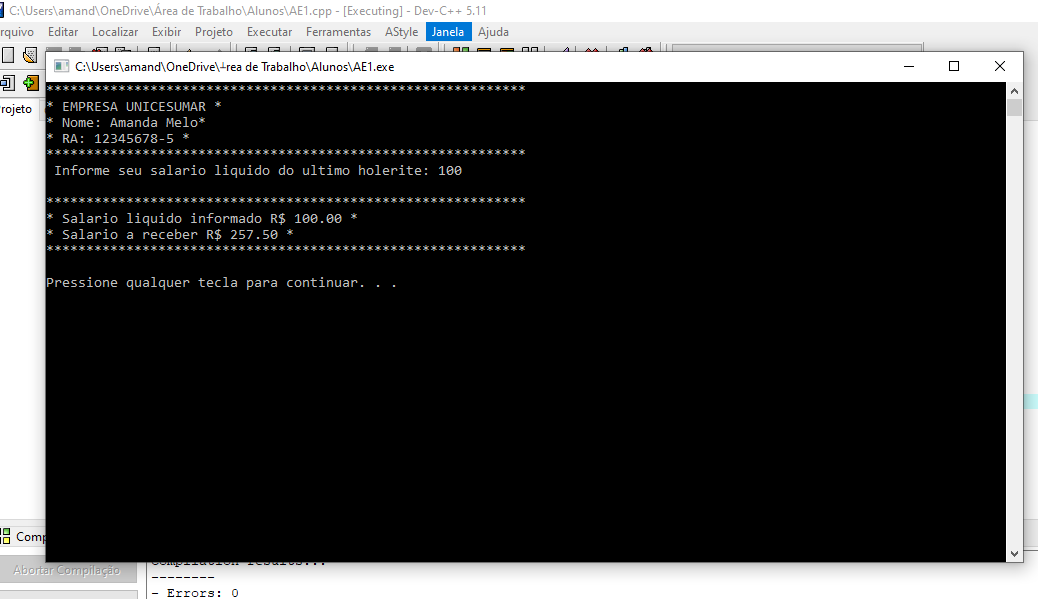 C:\Users\amand\OneDrive\Área de Trabalho\Alunos\AE1.cpp - [Executing] - Dev-C++ 5.11
rquivo Editar Localizar Exibir Projeto Executar Ferramentas AStyle Janela Ajuda
C:\Users\amand\OneDrive\┴rea de Trabalho\Alunos\AE1.exe
rojeto
************************************************************
* EMPRESA UNICESUMAR *
* Nome: Amanda Melo*
* RA: 12345678-5 *
************************************************************
Informe seu salario liquido do ultimo holerite: 100
************************************************************
* Salario liquido informado R$ 100.00 *
* Salario a receber R$ 257.50 *
************************************************************
Pressione qualquer tecla para continuar. . .
Comp
Abortar Compilação
Compilation results...
--------
- Errors: 0